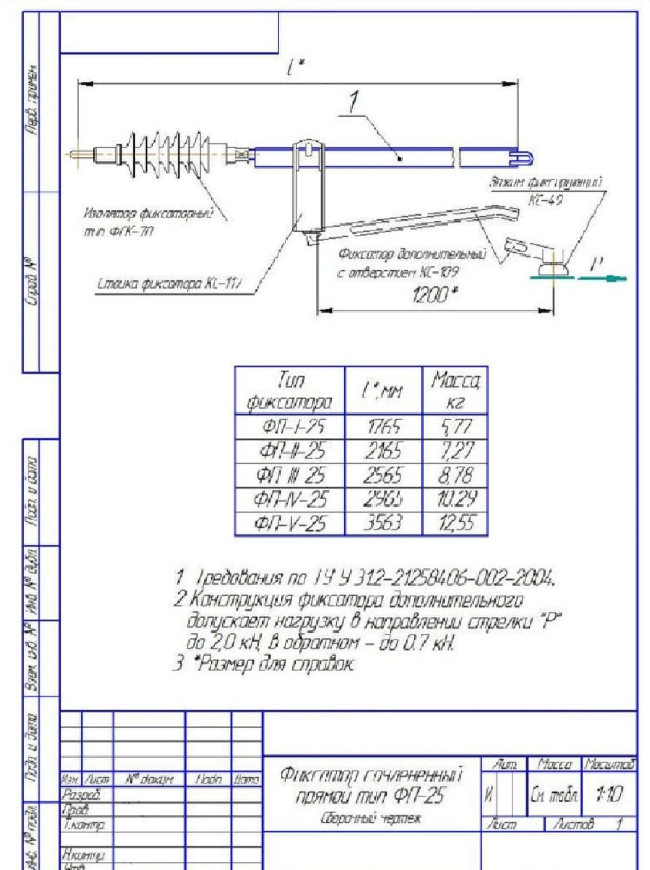 Перв. примен.
Справ. №
Подп. и дата
Инв. № дубл.
Взам. инв. №
Подп. и дата
Инв. № подл.
l*
1
Изолятор фиксаторный
тип ФСК-70
Стойка фиксатора КС-117
Зажим фиксирующий
КС-49
Фиксатор дополнительный
с отверстием КС-109
P
1200*
Тип фиксатора l*,мм Масса, кг
ФП-I-25 1765 5,77
ФП-II-25 2165 7,27
ФП-III-25 2565 8,78
ФП-IV-25 2965 10,29
ФП-V-25 3563 12,55
1 Требования по ТУ У 31.2-21258406-002-2004.
2 Конструкция фиксатора дополнительного
допускает нагрузку в направлении стрелки "P"
до 2,0 кН, в обратном – до 0.7 кН.
3 *Размер для справок
Изм. Лист № докум. Подп. Дата
Разраб.
Пров.
Т.контр.
Н.контр.
Утв.
Фиксатор сочлененный
прямой тип ФП-25
Сборочный чертеж
Лит. Масса Масштаб
И См. табл. 1:10
Лист Листов 1